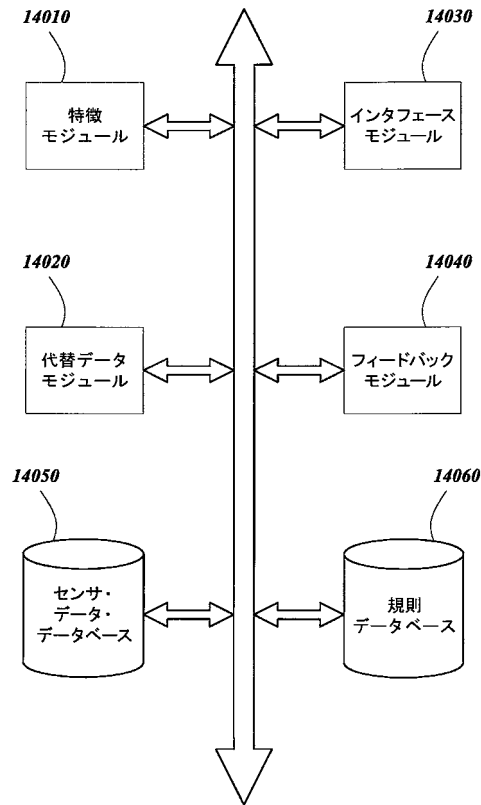 14010
特徴
モジュール
14030
インタフェース
モジュール
14020
代替データ
モジュール
14040
フィードバック
モジュール
14050
センサ・
データ・
データベース
14060
規則
データベース